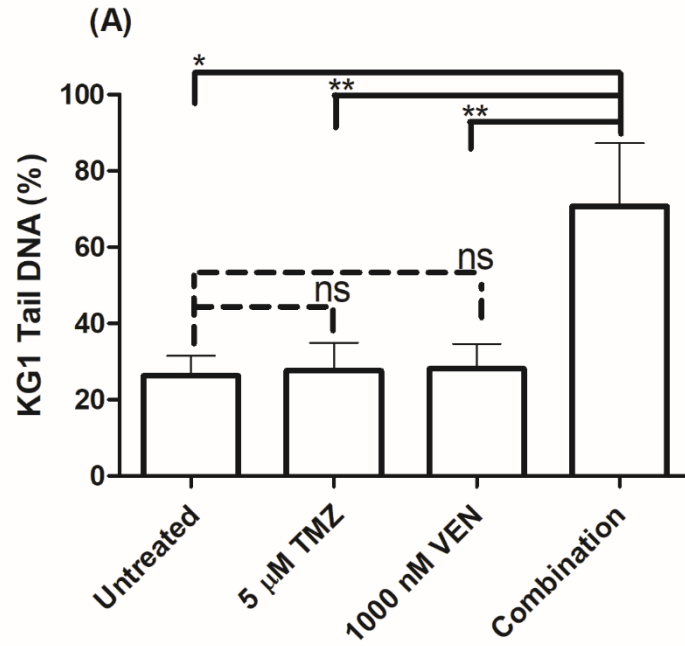 (A)
*
**
**
ns
ns
KG1 Tail DNA (%)
100
80
60
40
20
0
Untreated
5 μM TMZ
1000 nM VEN
Combination